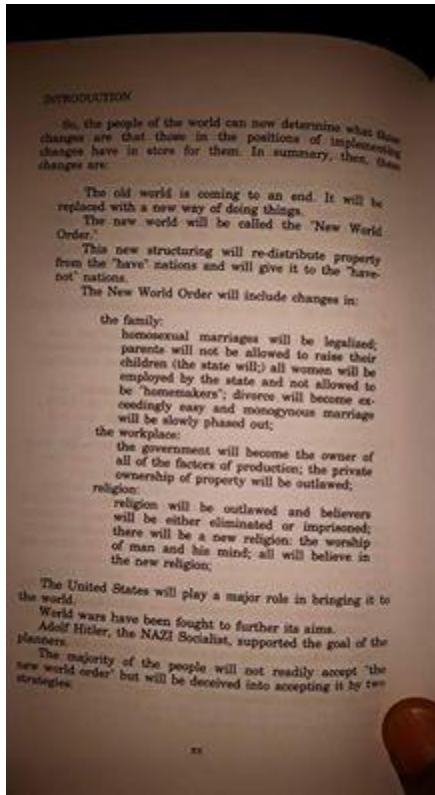 INTRODUCTION
So, the people of the world can now determine what those
changes are that those in the positions of implementing
changes have in store for them. In summary, then, these
changes are:
The old world is coming to an end. It will be
replaced with a new way of doing things.
The new world will be called the "New World
Order."
This new structuring will re-distribute property
from the "have" nations and will give it to the "have-
not" nations.
The New World Order will include changes in:
the family:
homosexual marriages will be legalized;
parents will not be allowed to raise their
children (the state will;) all women will be
employed by the state and not allowed to
be "homemakers"; divorce will become ex-
ceedingly easy and monogynous marriage
will be slowly phased out;
the workplace:
the government will become the owner of
all of the factors of production; the private
ownership of property will be outlawed;
religion:
religion will be outlawed and believers
will be either eliminated or imprisoned;
there will be a new religion: the worship
of man and his mind; all will believe in
the new religion;
The United States will play a major role in bringing it to
the world.
World wars have been fought to further its aims.
Adolf Hitler, the NAZI Socialist, supported the goal of the
planners.
The majority of the people will not readily accept "the
new world order" but will be deceived into accepting it by two
strategies: